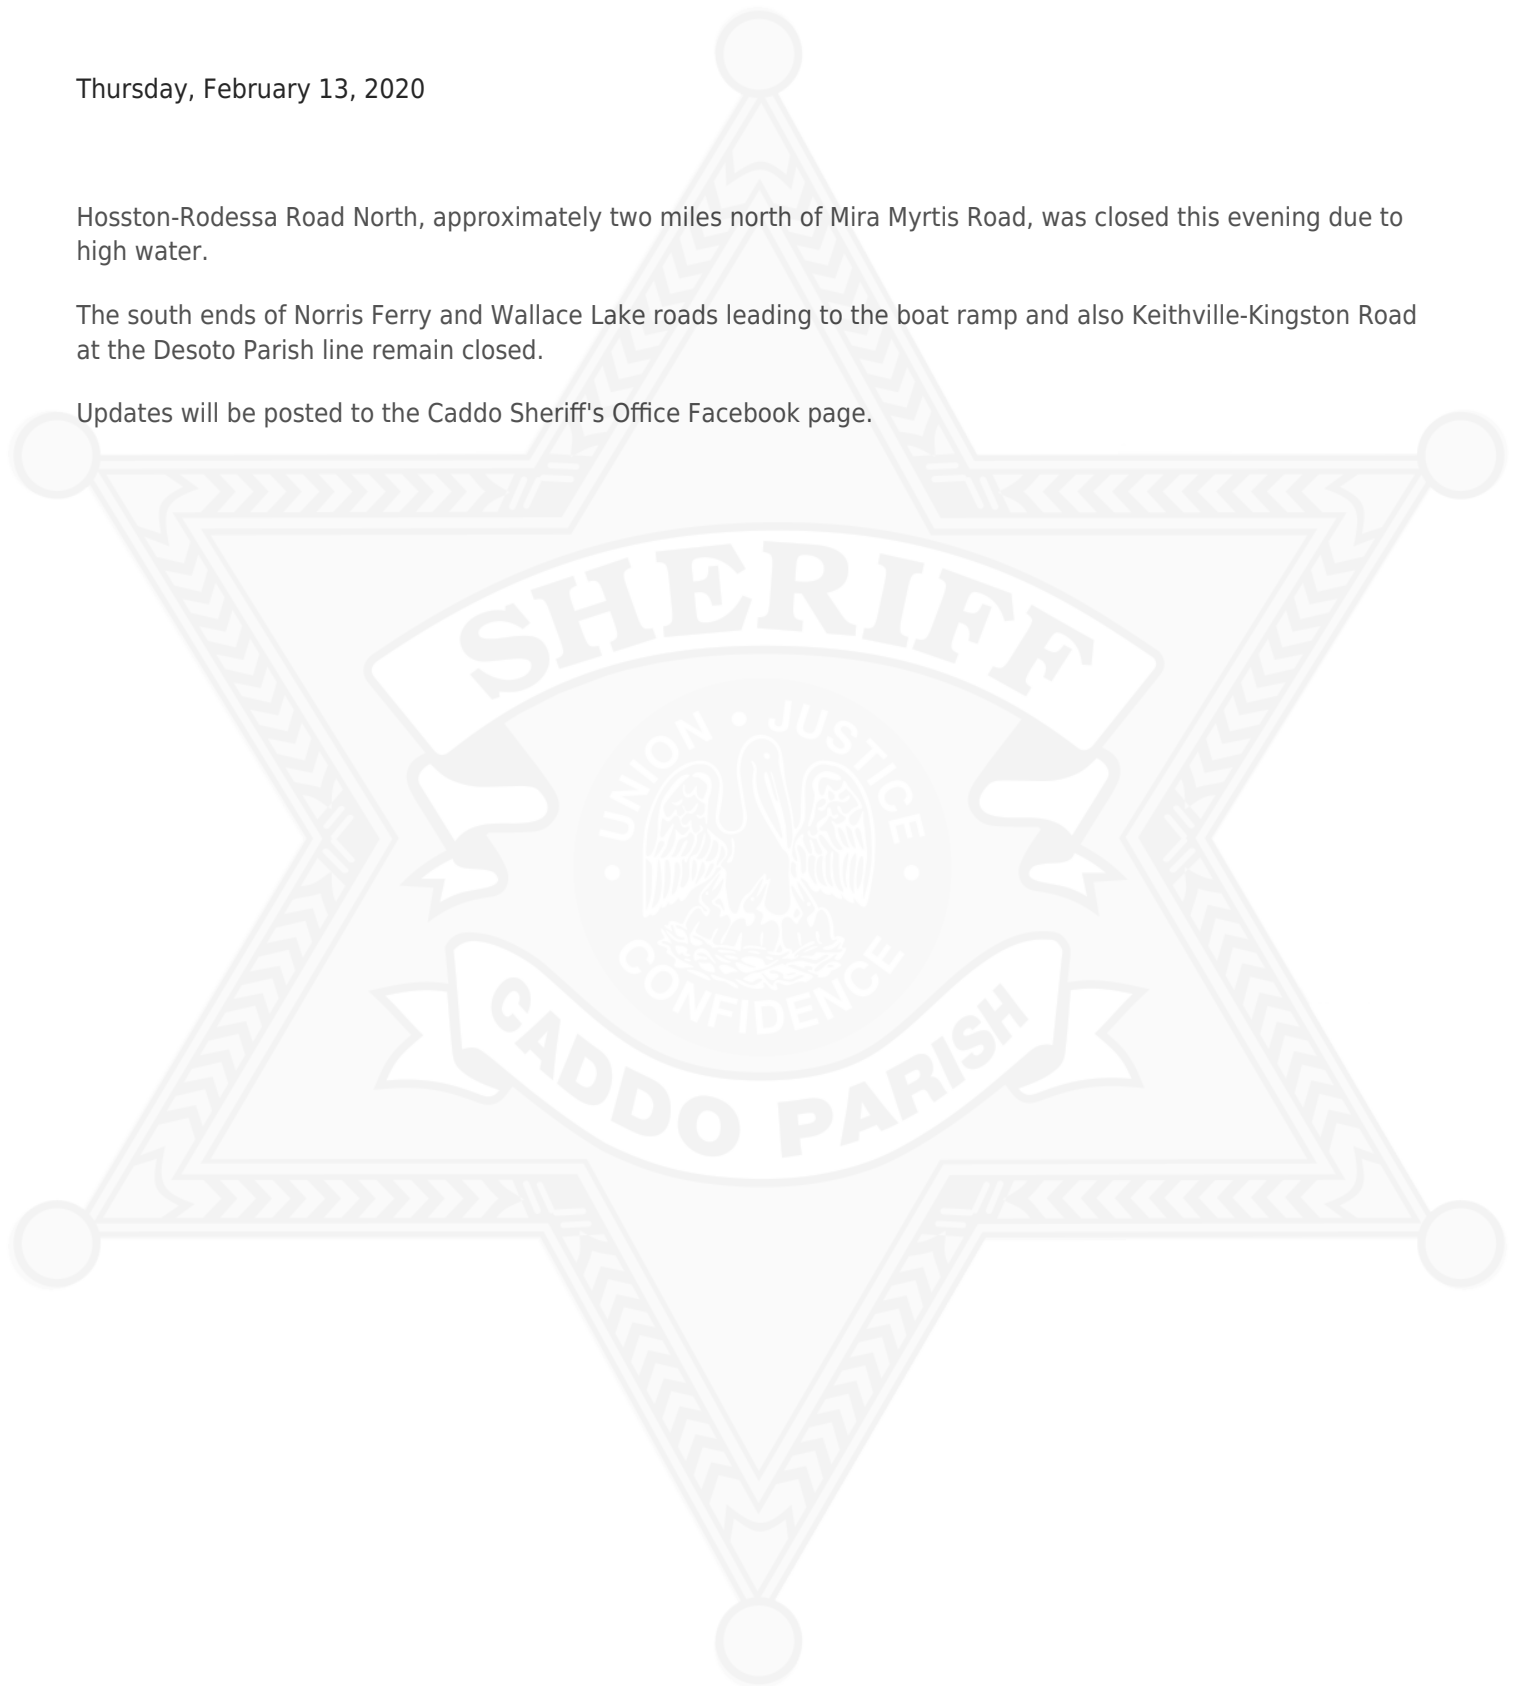 Thursday, February 13, 2020
Hosston-Rodessa Road North, approximately two miles north of Mira Myrtis Road, was closed this evening due to
high water.
The south ends of Norris Ferry and Wallace Lake roads leading to the boat ramp and also Keithville-Kingston Road
at the Desoto Parish line remain closed.
Updates will be posted to the Caddo Sheriff's Office Facebook page.
SHERIFF
UNION • JUSTICE
• CONFIDENCE •
CADDO PARISH